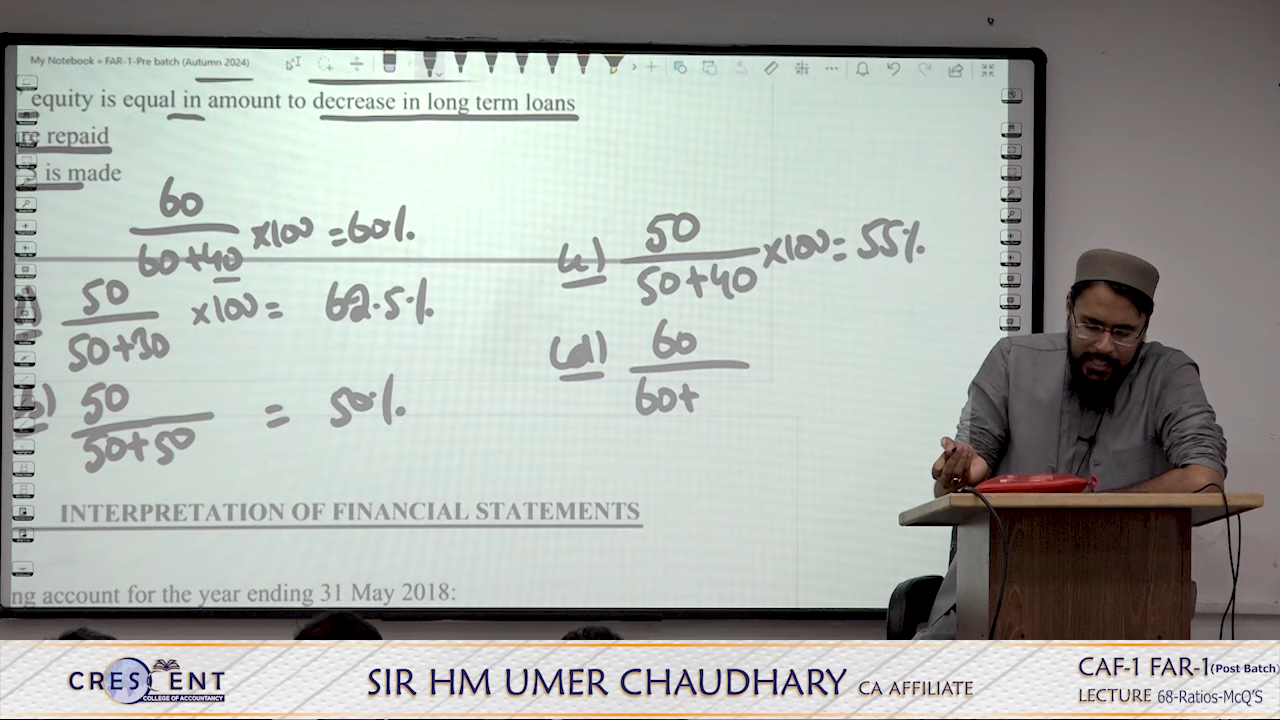 My Notebook » FAR-1-Pre batch (Autumn 2024)
equity is equal in amount to decrease in long term loans
re repaid
5 is made
60
60+40 ×100 = 60%
50
50+30 ×100 = 62.5%
50
50+50 = 50%
50
50+40 ×100 = 55%
(d) 60
60+
INTERPRETATION OF FINANCIAL STATEMENTS
ng account for the year ending 31 May 2018:
CRESCENT
COLLEGE OF ACCOUNTANCY
SIR HM UMER CHAUDHARY CA AFFILIATE
CAF-1 FAR-1(Post Batch)
LECTURE 68-Ratios-McQ'S